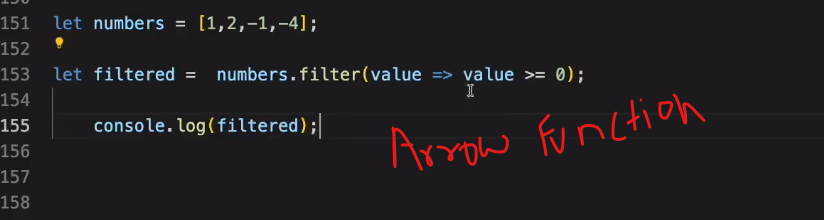 151 let numbers = [1,2,-1,-4];
152
153 let filtered =  numbers.filter(value => value >= 0);
154
155     console.log(filtered);
Arrow Function
156
157
158